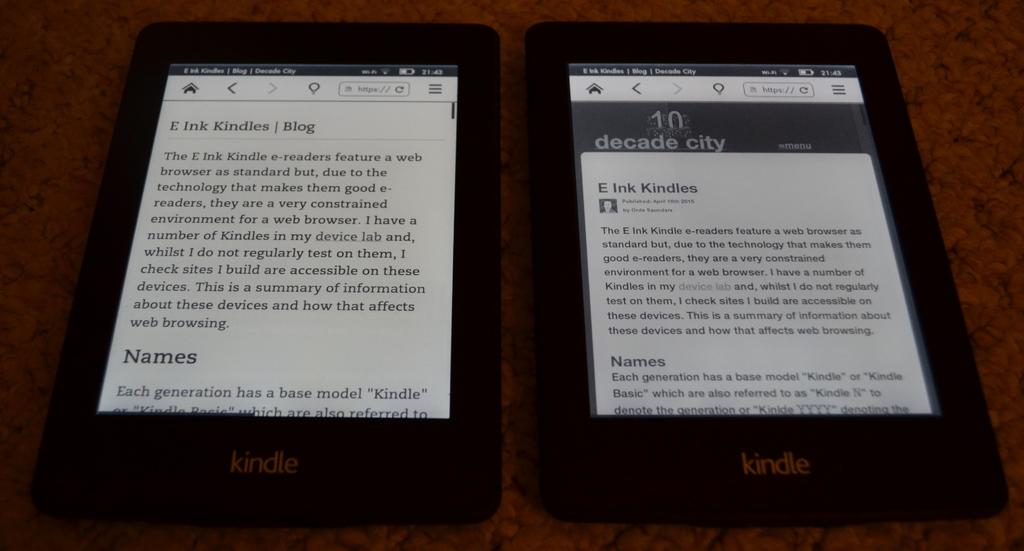 E Ink Kindles | Blog | Decade City
Wi-Fi 21:43
https://
E Ink Kindles | Blog
The E Ink Kindle e-readers feature a web
browser as standard but, due to the
technology that makes them good e-
readers, they are a very constrained
environment for a web browser. I have a
number of Kindles in my device lab and,
whilst I do not regularly test on them, I
check sites I build are accessible on these
devices. This is a summary of information
about these devices and how that affects
web browsing.
Names
Each generation has a base model "Kindle"
or "Kindle Basic" which are also referred to
kindle
E Ink Kindles | Blog | Decade City
Wi-Fi 21:43
https://
10
decade city
≡menu
E Ink Kindles
Published: April 16th 2015
by Orde Saunders
The E Ink Kindle e-readers feature a web browser as
standard but, due to the technology that makes them
good e-readers, they are a very constrained
environment for a web browser. I have a number of
Kindles in my device lab and, whilst I do not regularly
test on them, I check sites I build are accessible on
these devices. This is a summary of information about
these devices and how that affects web browsing.
Names
Each generation has a base model "Kindle" or "Kindle
Basic" which are also referred to as "Kindle N" to
denote the generation or "Kinlde YYYY" denoting the
kindle